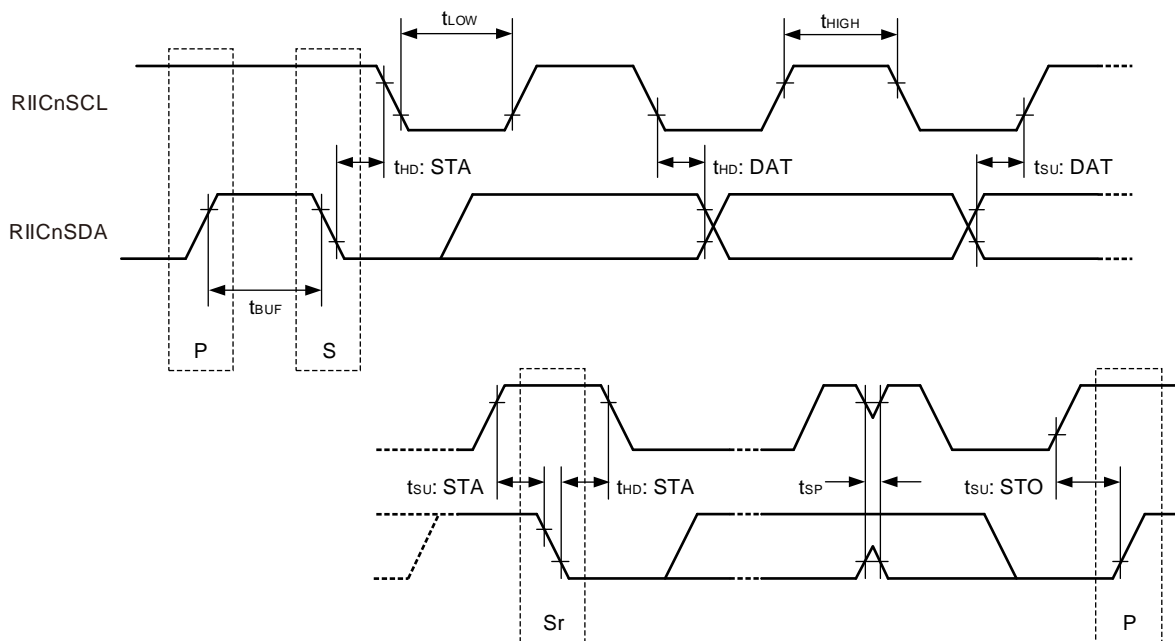 tLOW
tHIGH
RIICnSCL
tHD: STA
tHD: DAT
tSU: DAT
RIICnSDA
tBUF
P
S
tSU: STA
tHD: STA
tSP
tSU: STO
Sr
P